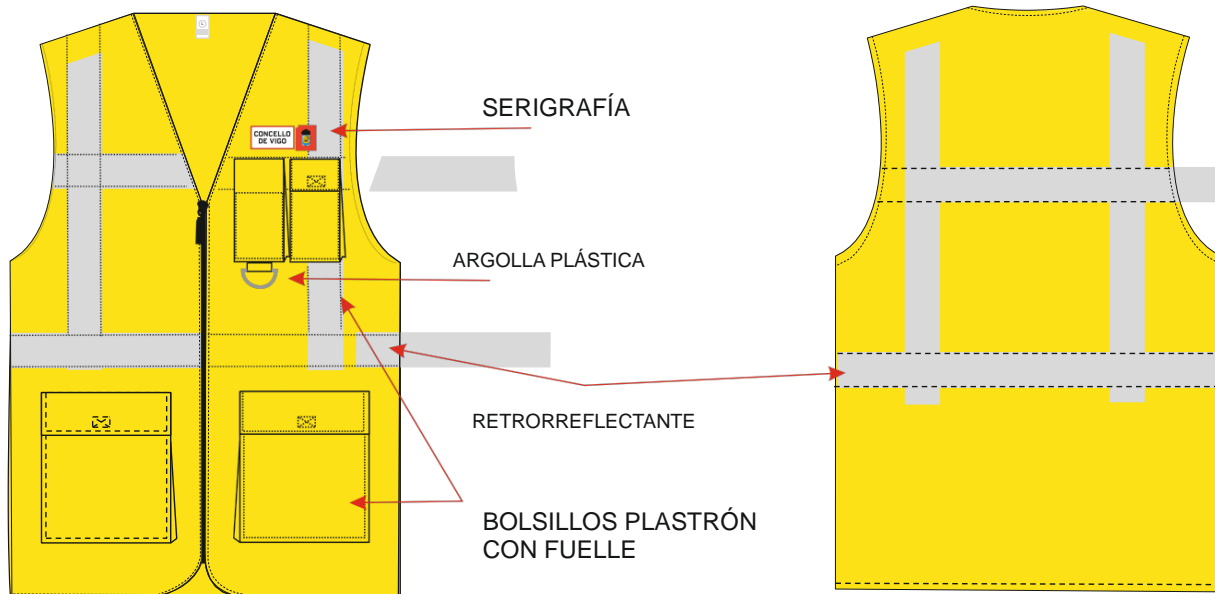 SERIGRAFÍA
CONCELLO
DE VIGO
ARGOLLA PLÁSTICA
RETRORREFLECTANTE
BOLSILLOS PLASTRÓN
CON FUELLE